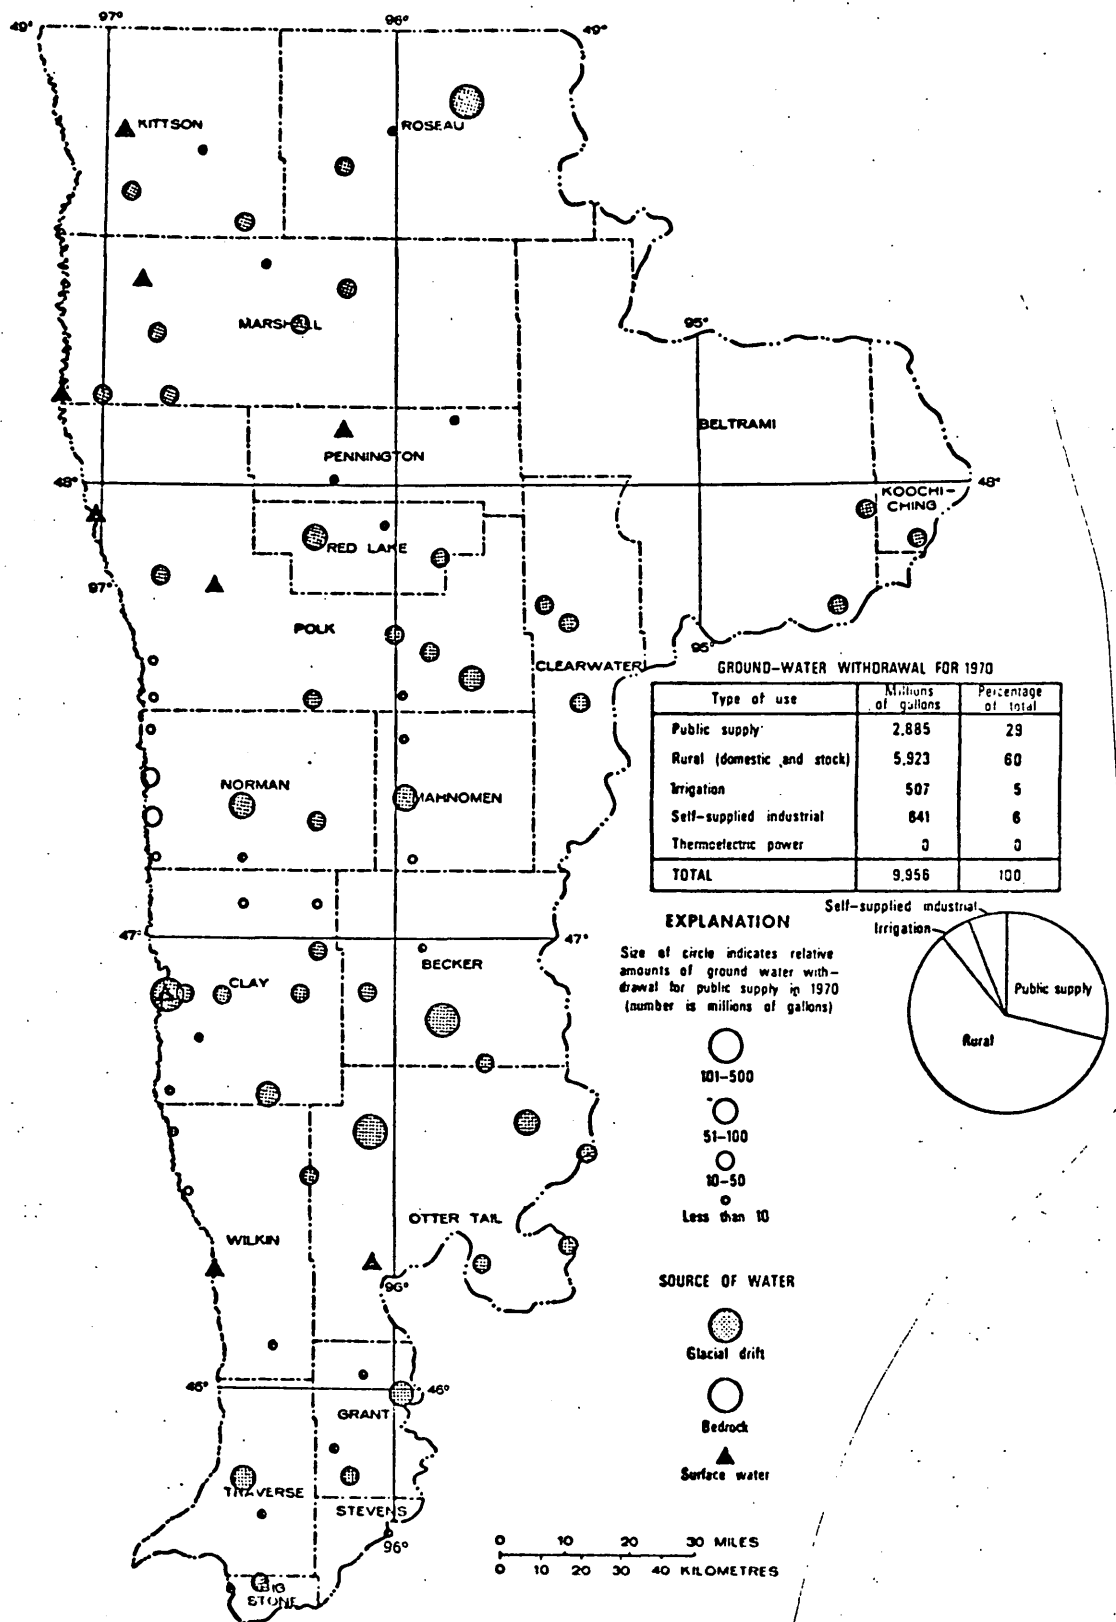 97°
96°
49°
49°
KITTSON
ROSEAU
MARSHALL
95°
BELTRAMI
PENNINGTON
48°
48°
KOOCHI-
CHING
RED LAKE
97°
POLK
95°
CLEARWATER
GROUND-WATER WITHDRAWAL FOR 1970
Type of use Millions of gallons Percentage of total
Public supply 2,885 29
Rural (domestic and stock) 5,923 60
Irrigation 507 5
Self-supplied industrial 641 6
Thermoelectric power 0 0
TOTAL 9,956 100
NORMAN
MAHNOMEN
EXPLANATION
Size of circle indicates relative
amounts of ground water with-
drawal for public supply in 1970
(number is millions of gallons)
101-500
51-100
10-50
Less than 10
Self-supplied industrial
Irrigation
Public supply
Rural
47°
47°
BECKER
CLAY
OTTER TAIL
WILKIN
96°
SOURCE OF WATER
Glacial drift
Bedrock
Surface water
46°
46°
GRANT
TRAVERSE
STEVENS
96°
BIG
STONE
0 10 20 30 MILES
0 10 20 30 40 KILOMETRES